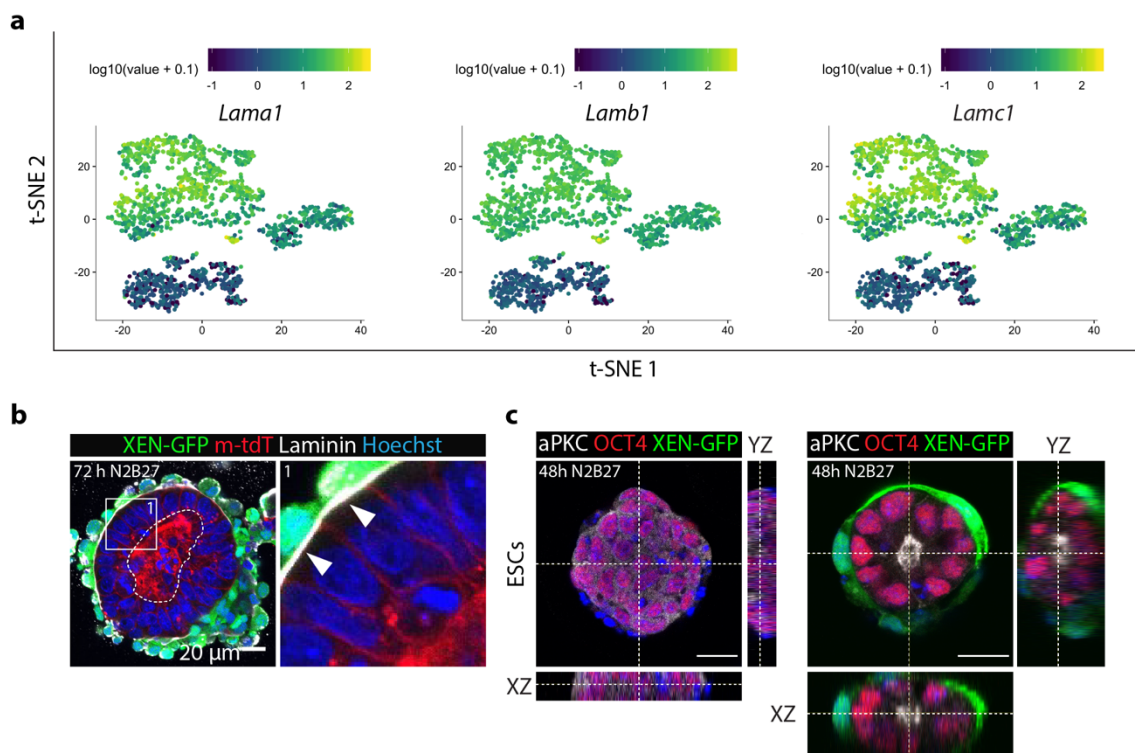 a
log10(value + 0.1) -1 0 1 2
log10(value + 0.1) -1 0 1 2
log10(value + 0.1) -1 0 1 2
Lama1
Lamb1
Lamc1
t-SNE 2
20
0
-20
20
0
-20
20
0
-20
-20 0 20 40
-20 0 20 40
-20 0 20 40
t-SNE 1
b
XEN-GFP m-tdT Laminin Hoechst
72 h N2B27
1
1
20 µm
c
aPKC OCT4 XEN-GFP YZ
48h N2B27
ESCs
XZ
aPKC OCT4 XEN-GFP YZ
48h N2B27
XZ